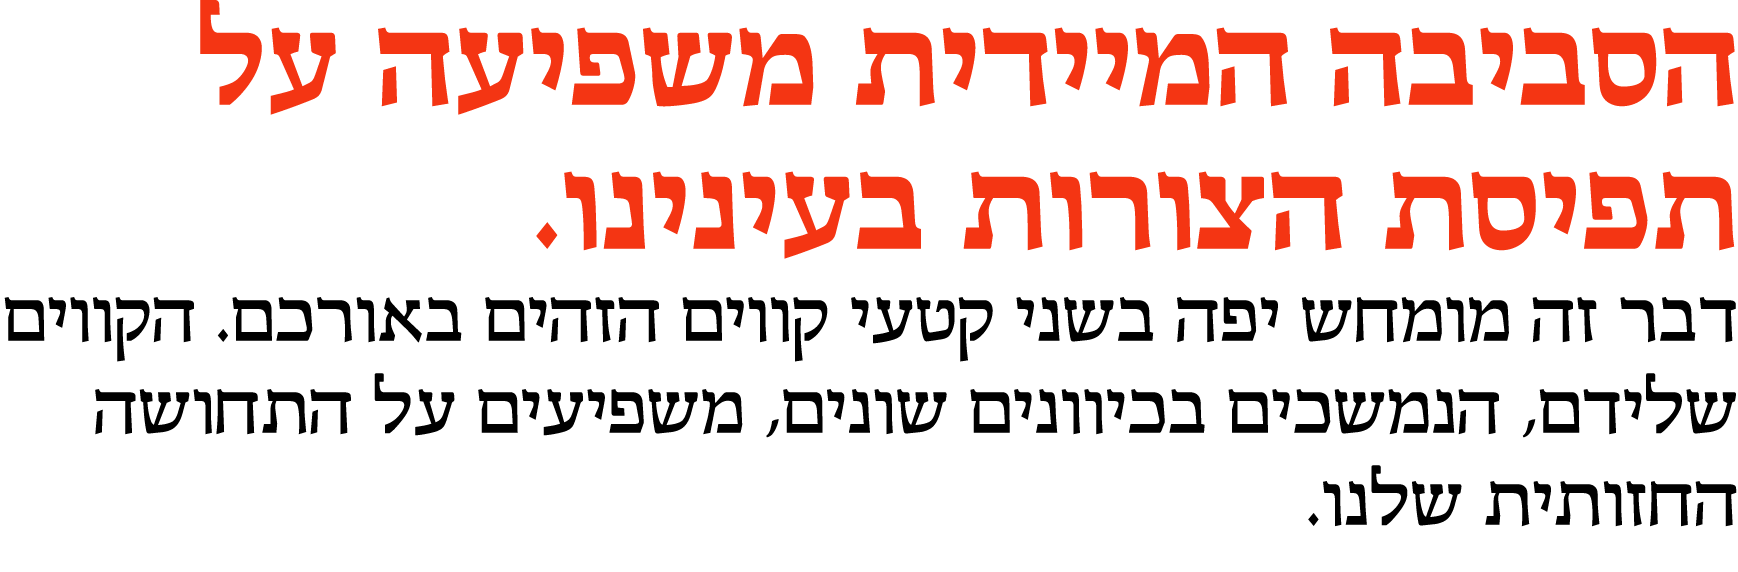 הסביבה המיידית משפיעה על
תפיסת הצורות בעינינו.
דבר זה מומחש יפה בשני קטעי קווים הזהים באורכם. הקווים
שלידם, הנמשכים בכיוונים שונים, משפיעים על התחושה
החזותית שלנו.